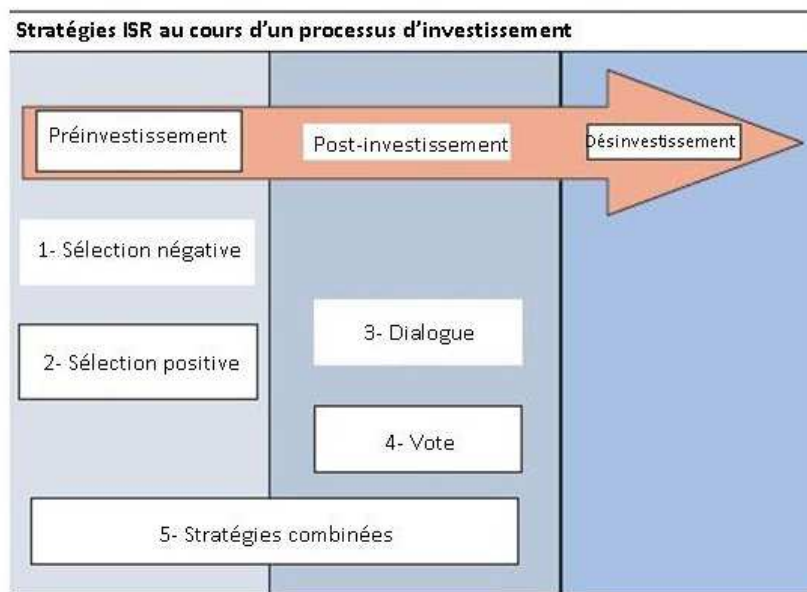 Stratégies ISR au cours d'un processus d'investissement
Préinvestissement
Post-investissement
Désinvestissement
1- Sélection négative
2- Sélection positive
3- Dialogue
4- Vote
5- Stratégies combinées